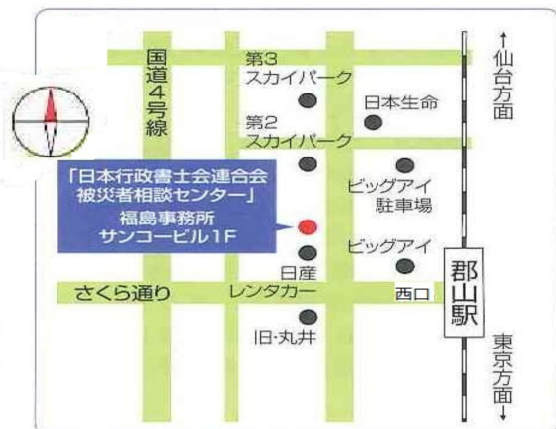 国道4号線
第3
スカイパーク
日本生命
↑仙台方面
第2
スカイパーク
「日本行政書士会連合会
被災者相談センター」
福島事務所
サンコービル1F
ビッグアイ
駐車場
日産
レンタカー
ビッグアイ
さくら通り
西口
郡山駅
旧・丸井
東京方面↓